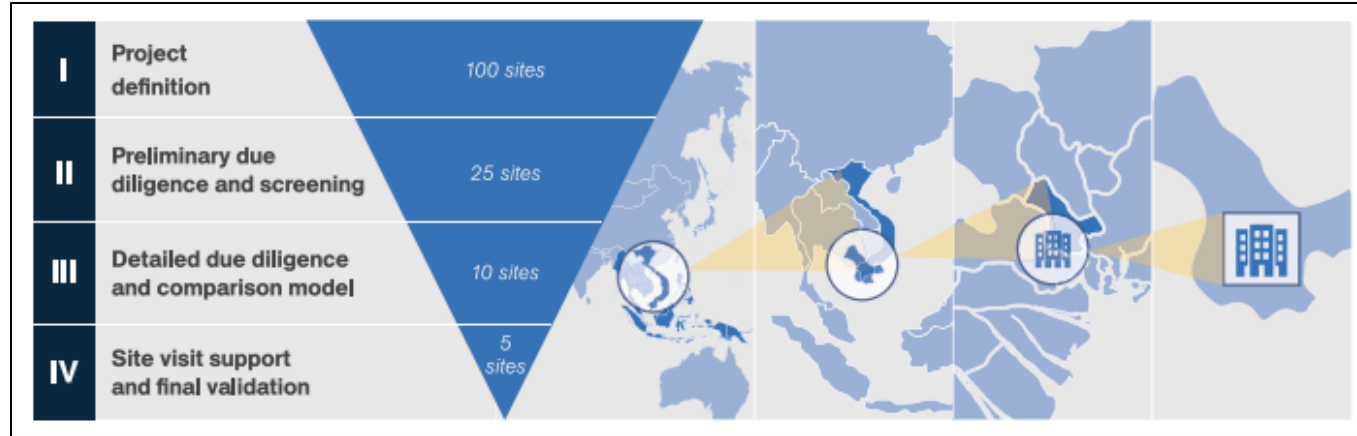 I
Project
definition
100 sites
II
Preliminary due
diligence and screening
25 sites
III
Detailed due diligence
and comparison model
10 sites
IV
Site visit support
and final validation
5
sites